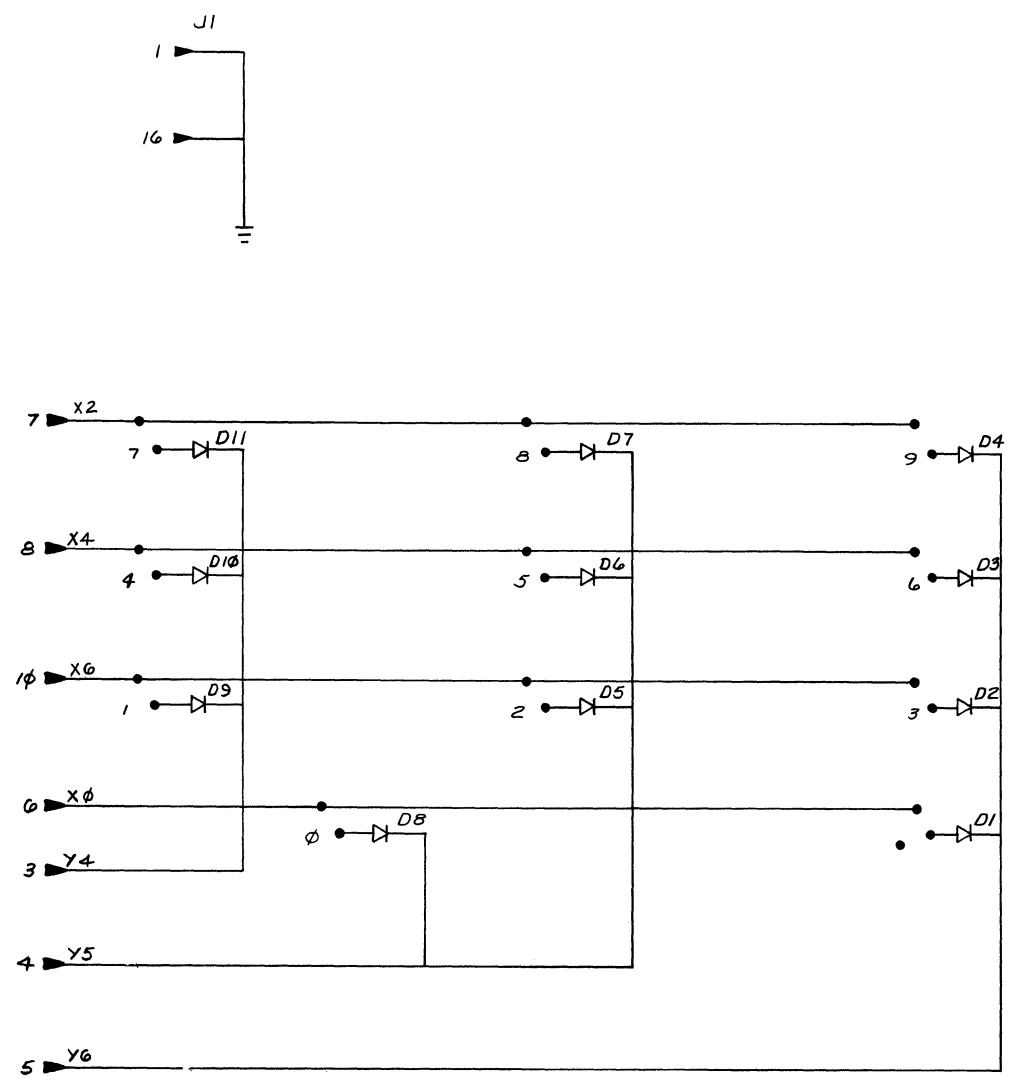 J1
1
16
7 X2
7 D11 8 D7 9 D4
8 X4
4 D1Ø 5 D6 6 D3
1Ø X6
1 D9 2 D5 3 D2
6 XØ
Ø D8 . D1
3 Y4
4 Y5
5 Y6